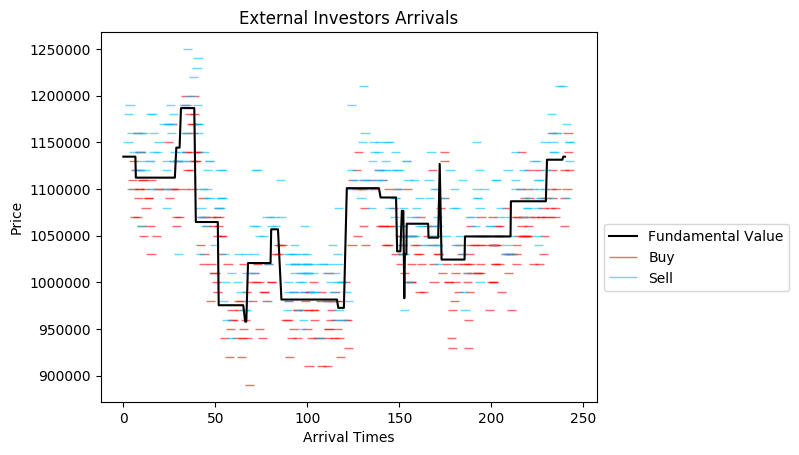 External Investors Arrivals
1250000
1200000
1150000
1100000
1050000
1000000
950000
900000
Price
0 50 100 150 200 250
Arrival Times
Fundamental Value
Buy
Sell